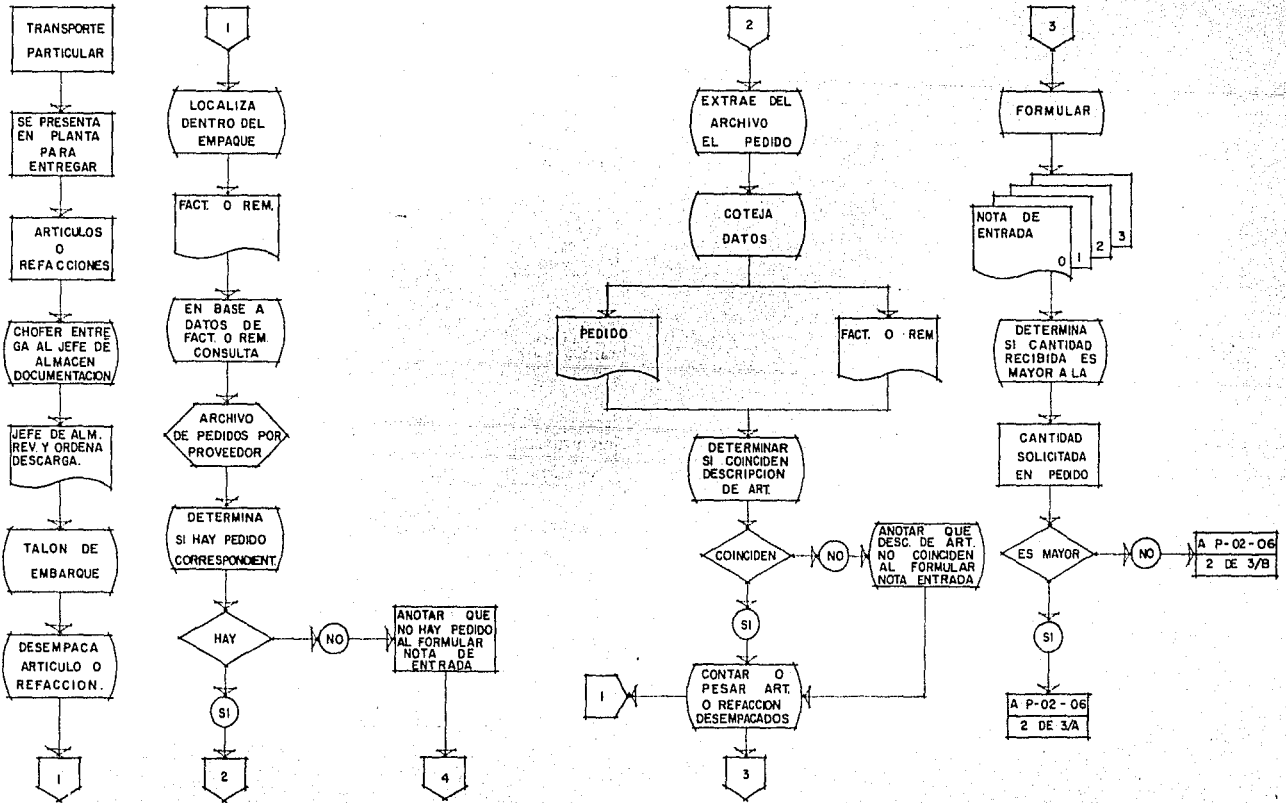 TRANSPORTE
PARTICULAR
SE PRESENTA
EN PLANTA
PARA
ENTREGAR
ARTICULOS
O
REFACCIONES
CHOFER ENTRE
GA AL JEFE DE
ALMACEN
DOCUMENTACION
JEFE DE ALM.
REV. Y ORDENA
DESCARGA.
TALON DE
EMBARQUE
DESEMPACA
ARTICULO O
REFACCION.
1
1
LOCALIZA
DENTRO DEL
EMPAQUE
FACT. O REM.
EN BASE A
DATOS DE
FACT. O REM.
CONSULTA
ARCHIVO
DE PEDIDOS POR
PROVEEDOR
DETERMINA
SI HAY PEDIDO
CORRESPONDIENT.
HAY
NO
ANOTAR QUE
NO HAY PEDIDO
AL FORMULAR
NOTA DE
ENTRADA
SI
2
4
2
EXTRAE DEL
ARCHIVO
EL PEDIDO
COTEJA
DATOS
PEDIDO
FACT. O REM
DETERMINAR
SI COINCIDEN
DESCRIPCION
DE ART.
COINCIDEN
NO
ANOTAR QUE
DESC. DE ART.
NO COINCIDEN
AL FORMULAR
NOTA ENTRADA
SI
CONTAR O
PESAR ART.
O REFACCION
DESEMPACADOS
1
3
3
FORMULAR
NOTA DE
ENTRADA
0
1
2
3
DETERMINA
SI CANTIDAD
RECIBIDA ES
MAYOR A LA
CANTIDAD
SOLICITADA
EN PEDIDO
ES MAYOR
NO
A P-02-06
2 DE 3/B
SI
A P-02-06
2 DE 3/A